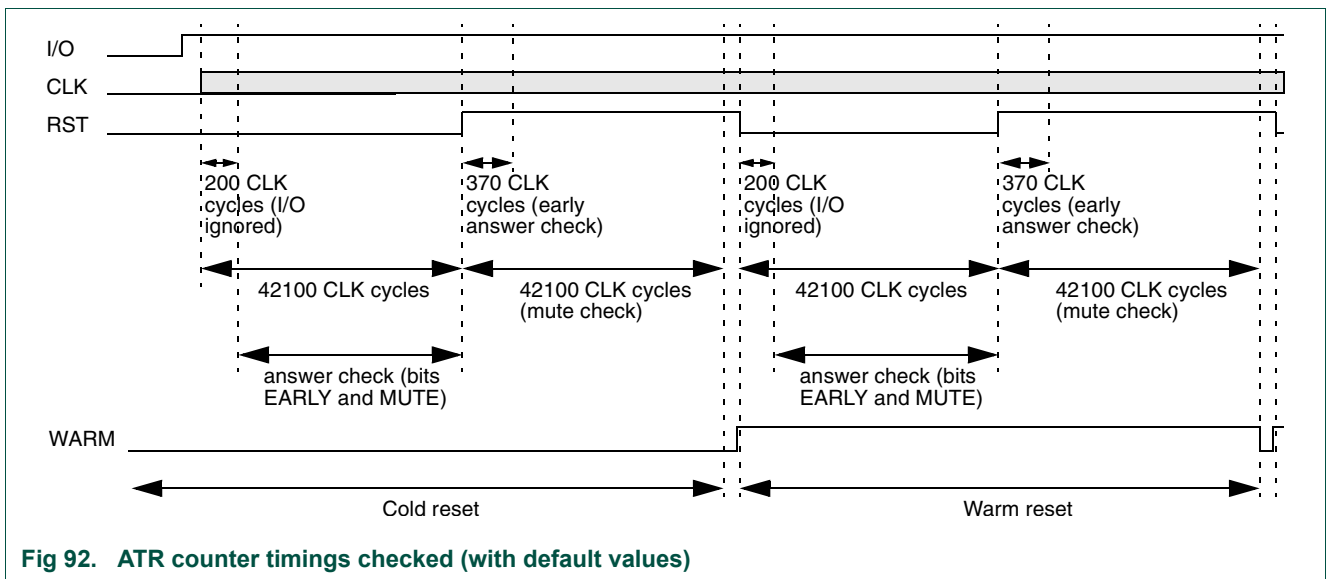 I/O
CLK
RST
200 CLK
cycles (I/O
ignored)
370 CLK
cycles (early
answer check)
200 CLK
cycles (I/O
ignored)
370 CLK
cycles (early
answer check)
42100 CLK cycles
42100 CLK cycles
(mute check)
42100 CLK cycles
42100 CLK cycles
(mute check)
answer check (bits
EARLY and MUTE)
answer check (bits
EARLY and MUTE)
WARM
Cold reset
Warm reset
Fig 92. ATR counter timings checked (with default values)